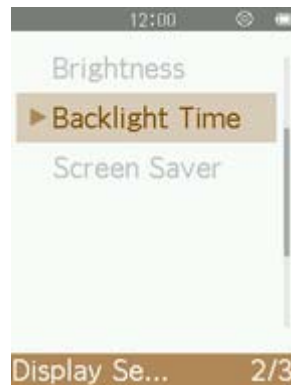 12:00
Brightness
Backlight Time
Screen Saver
Display Se... 2/3